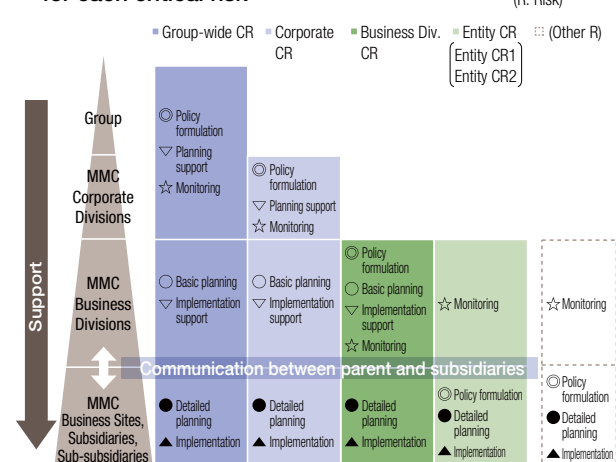 for each critical risk
(R: Risk)
Group-wide CR
Corporate
CR
Business Div.
CR
Entity CR
Entity CR1
Entity CR2
(Other R)
Support
Group
MMC
Corporate
Divisions
MMC
Business
Divisions
MMC
Business Sites,
Subsidiaries,
Sub-subsidiaries
◎ Policy
formulation
▽ Planning
support
☆ Monitoring
◎ Policy
formulation
▽ Planning support
☆ Monitoring
○ Basic planning
▽ Implementation
support
○ Basic planning
▽ Implementation
support
◎ Policy
formulation
○ Basic planning
▽ Implementation
support
☆ Monitoring
☆ Monitoring
☆ Monitoring
Communication between parent and subsidiaries
● Detailed
planning
▲ Implementation
● Detailed
planning
▲ Implementation
● Detailed
planning
▲ Implementation
◎ Policy formulation
● Detailed
planning
▲ Implementation
◎ Policy
formulation
● Detailed
planning
▲ Implementation